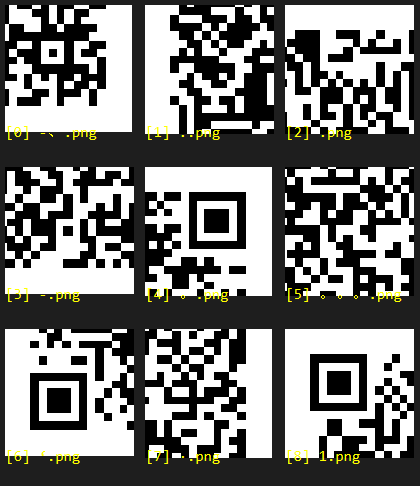 [0] -、.png
[1] ..png
[2] .png
[3] -.png
[4] 。.png
[5] 。。。.png
[6] '.png
[7] ·.png
[8] 1.png